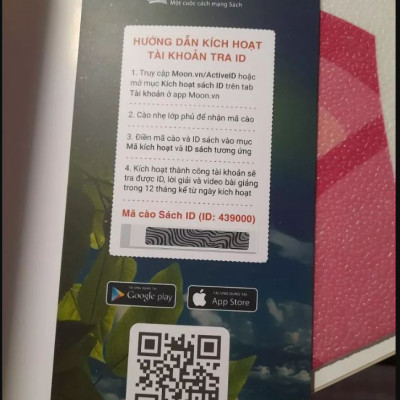 Một cuộc cách mạng Sách
HƯỚNG DẪN KÍCH HOẠT
TÀI KHOẢN TRA ID
1. Truy cập Moon.vn/ActiveID hoặc
mở mục Kích hoạt sách ID trên tab
Tài khoản ở app Moon.vn
2. Cào nhẹ lớp phủ để nhận mã cào
3. Điền mã cào và ID sách vào mục
Mã kích hoạt và ID sách tương ứng
4. Kích hoạt thành công tài khoản sẽ
tra được ID, lời giải và video bài giảng
trong 12 tháng kể từ ngày kích hoạt
Mã cào Sách ID (ID: 439000)
Google play
App Store